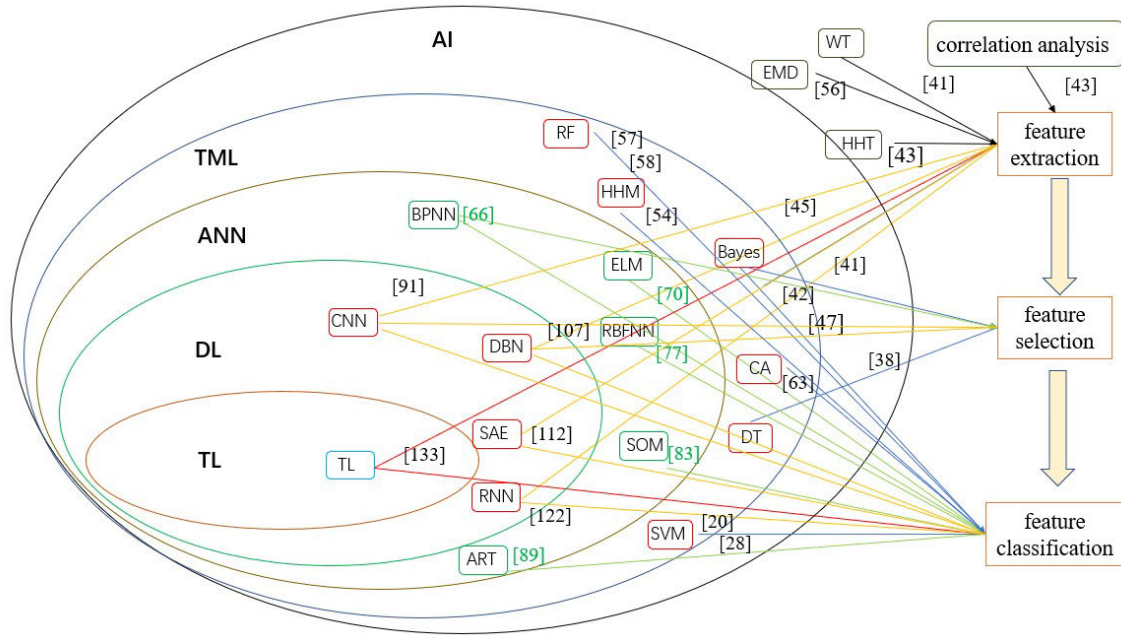 AI
WT
correlation analysis
EMD
[41]
[43]
[56]
RF
[57]
feature
extraction
HHT
[43]
TML
[58]
HHM
[45]
[54]
BPNN
[66]
ANN
Bayes
ELM
[41]
[91]
[70]
[42]
CNN
[107]
RBFNN
[47]
feature
selection
DL
DBN
[77]
[38]
CA
[63]
SAE
[112]
SOM
[83]
DT
TL
TL
[133]
RNN
[122]
SVM
[20]
[28]
feature
classification
ART
[89]